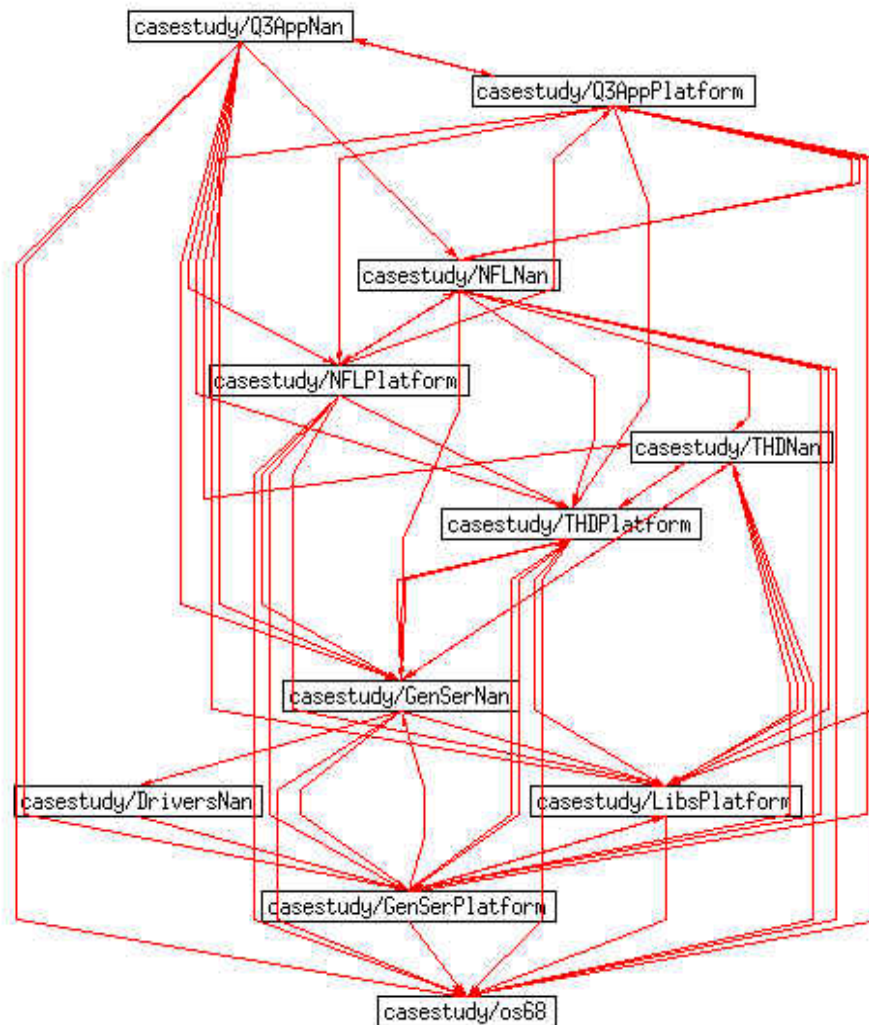 casestudy/Q3AppNan
casestudy/Q3AppPlatform
casestudy/NFLNan
casestudy/NFLPlatform
casestudy/THDNan
casestudy/THDPlatform
casestudy/GenSerNan
casestudy/DriversNan
casestudy/LibsPlatform
casestudy/GenSerPlatform
casestudy/os68